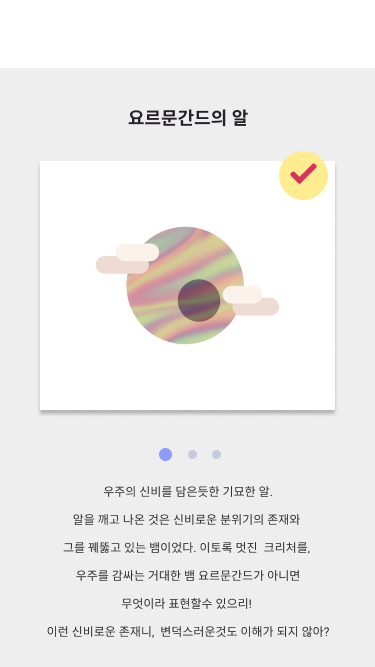 요르문간드의 알
우주의 신비를 담은듯한 기묘한 알.
알을 깨고 나온 것은 신비로운 분위기의 존재와
그를 꿰뚫고 있는 뱀이었다. 이토록 멋진  크리처를,
우주를 감싸는 거대한 뱀 요르문간드가 아니면
무엇이라 표현할수 있으리!
이런 신비로운 존재니,  변덕스러운것도 이해가 되지 않아?